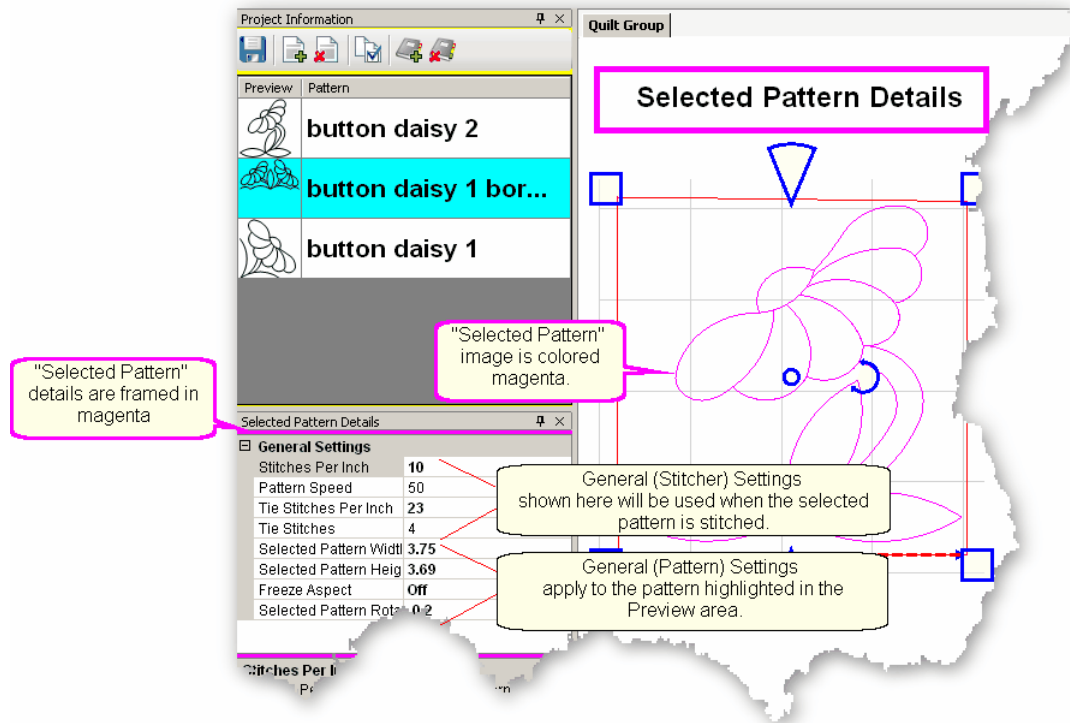 Project Information
Quilt Group
Preview Pattern
button daisy 2
button daisy 1 bor...
button daisy 1
Selected Pattern Details
"Selected Pattern"
image is colored
magenta.
"Selected Pattern"
details are framed in
magenta
Selected Pattern Details
General Settings
Stitches Per Inch 10
Pattern Speed 50
Tie Stitches Per Inch 23
Tie Stitches 4
Selected Pattern Widtl 3.75
Selected Pattern Heig 3.69
Freeze Aspect Off
Selected Pattern Rota
General (Stitcher) Settings
shown here will be used when the selected
pattern is stitched.
General (Pattern) Settings
apply to the pattern highlighted in the
Preview area.
Stitches Per